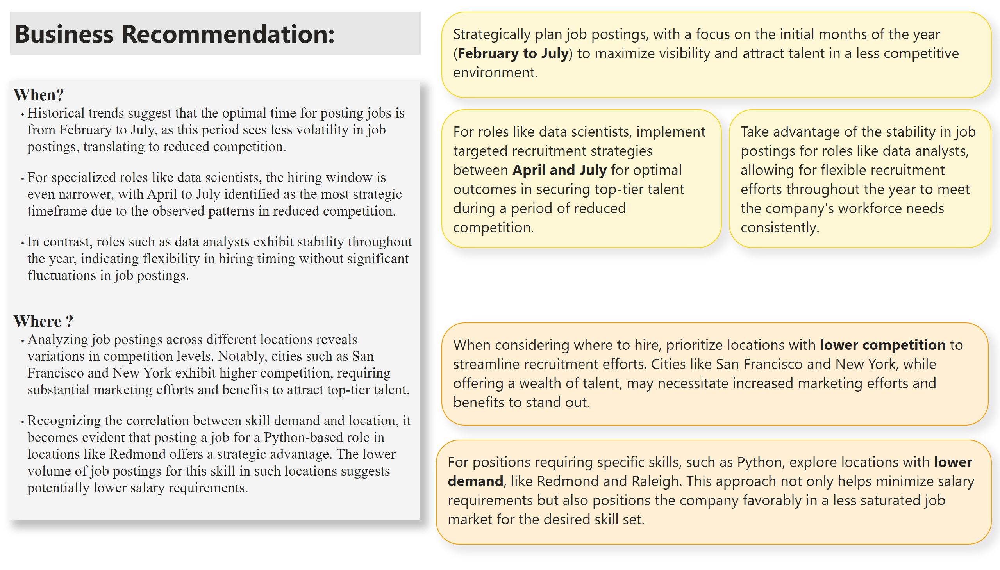 Business Recommendation:
When?
• Historical trends suggest that the optimal time for posting jobs is
from February to July, as this period sees less volatility in job
postings, translating to reduced competition.
• For specialized roles like data scientists, the hiring window is
even narrower, with April to July identified as the most strategic
timeframe due to the observed patterns in reduced competition.
• In contrast, roles such as data analysts exhibit stability throughout
the year, indicating flexibility in hiring timing without significant
fluctuations in job postings.
Where ?
• Analyzing job postings across different locations reveals
variations in competition levels. Notably, cities such as San
Francisco and New York exhibit higher competition, requiring
substantial marketing efforts and benefits to attract top-tier talent.
• Recognizing the correlation between skill demand and location, it
becomes evident that posting a job for a Python-based role in
locations like Redmond offers a strategic advantage. The lower
volume of job postings for this skill in such locations suggests
potentially lower salary requirements.
Strategically plan job postings, with a focus on the initial months of the year
(February to July) to maximize visibility and attract talent in a less competitive
environment.
For roles like data scientists, implement
targeted recruitment strategies
between April and July for optimal
outcomes in securing top-tier talent
during a period of reduced
competition.
Take advantage of the stability in job
postings for roles like data analysts,
allowing for flexible recruitment
efforts throughout the year to meet
the company's workforce needs
consistently.
When considering where to hire, prioritize locations with lower competition to
streamline recruitment efforts. Cities like San Francisco and New York, while
offering a wealth of talent, may necessitate increased marketing efforts and
benefits to stand out.
For positions requiring specific skills, such as Python, explore locations with lower
demand, like Redmond and Raleigh. This approach not only helps minimize salary
requirements but also positions the company favorably in a less saturated job
market for the desired skill set.